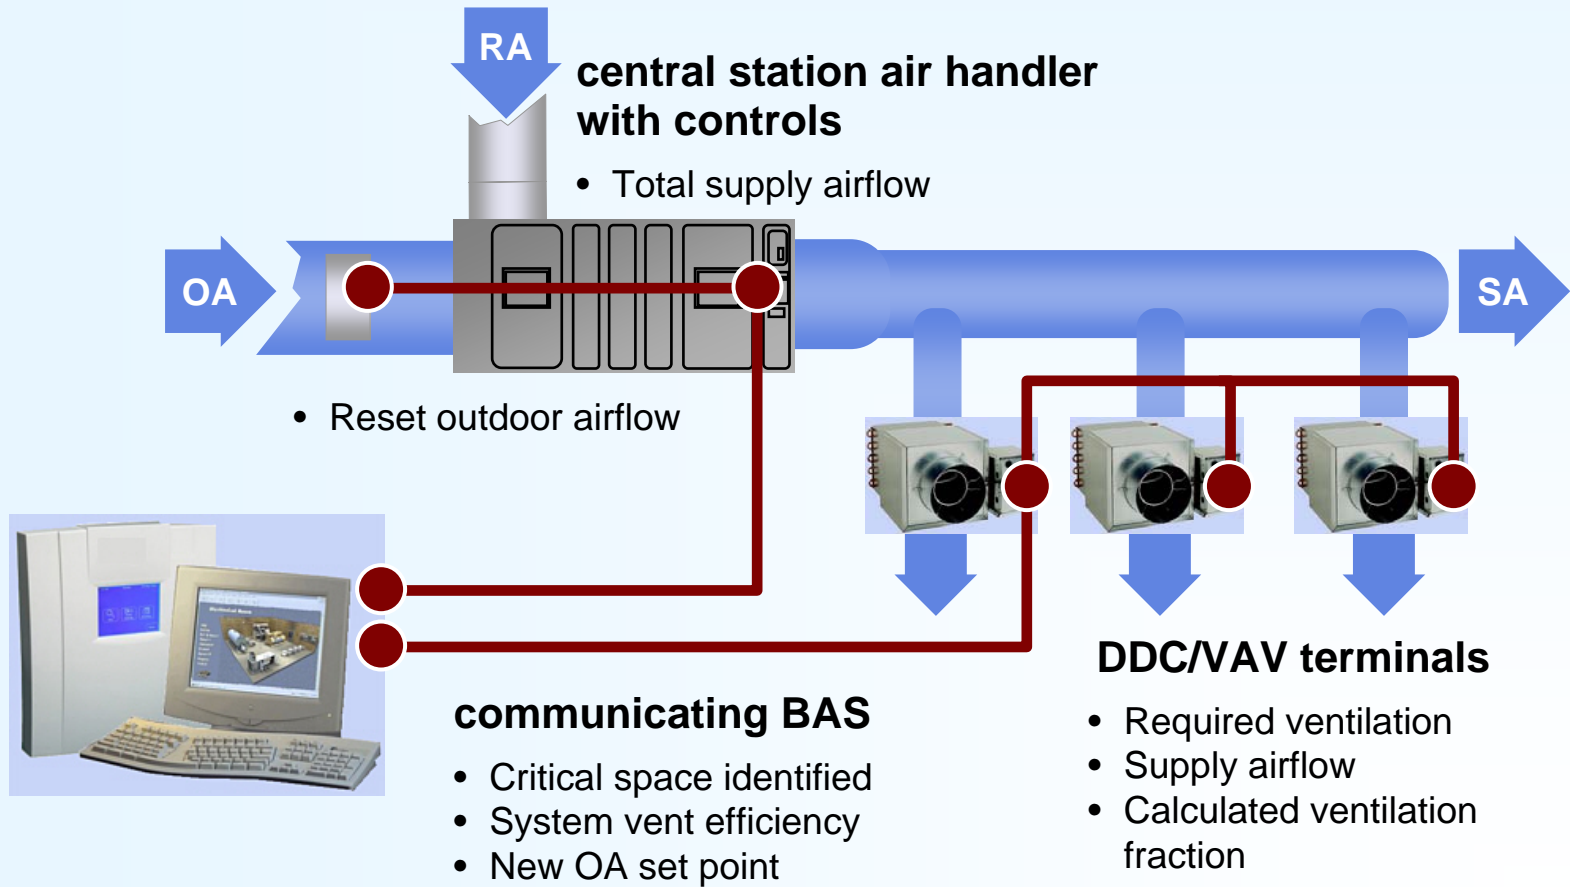 RA
central station air handler
with controls
• Total supply airflow
OA
SA
• Reset outdoor airflow
DDC/VAV terminals
• Required ventilation
• Supply airflow
• Calculated ventilation
fraction
communicating BAS
• Critical space identified
• System vent efficiency
• New OA set point